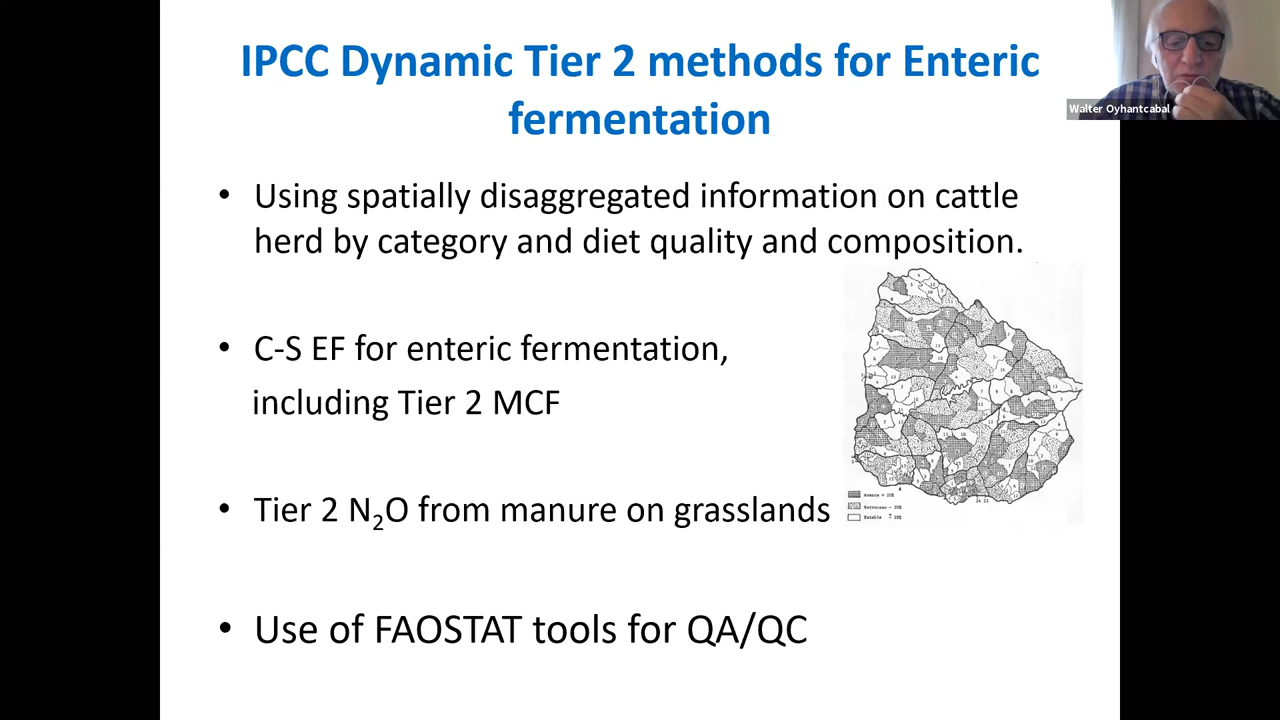 IPCC Dynamic Tier 2 methods for Enteric
fermentation
Walter Oyhantcabal
• Using spatially disaggregated information on cattle
herd by category and diet quality and composition.
• C-S EF for enteric fermentation,
including Tier 2 MCF
• Tier 2 N₂O from manure on grasslands
• Use of FAOSTAT tools for QA/QC